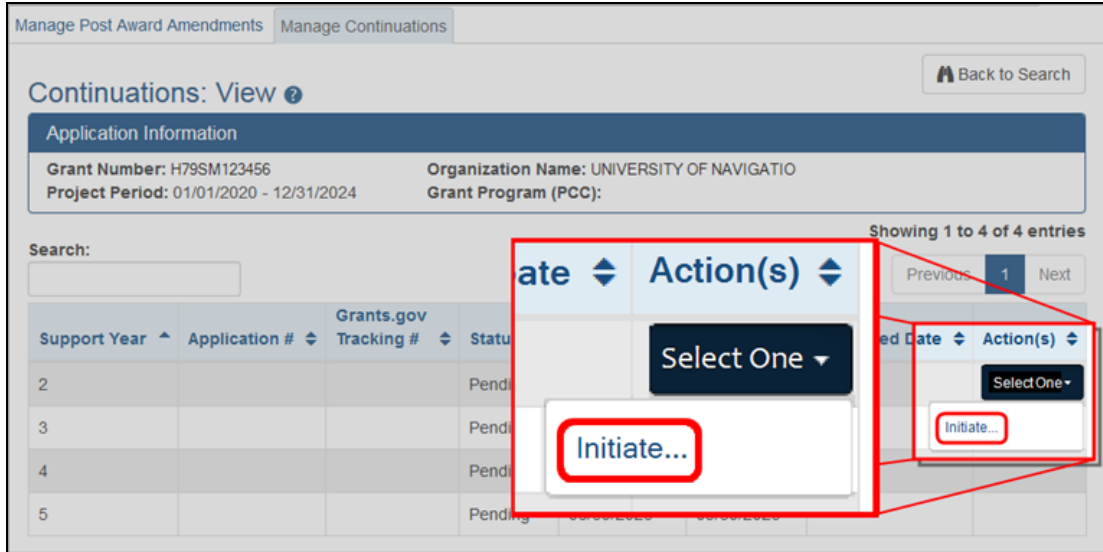 Manage Post Award Amendments Manage Continuations
Back to Search
Continuations: View ?
Application Information
Grant Number: H79SM123456 Organization Name: UNIVERSITY OF NAVIGATIO
Project Period: 01/01/2020 - 12/31/2024 Grant Program (PCC):
Showing 1 to 4 of 4 entries
Search:
Previous 1 Next
ate Action(s)
Grants.gov
Support Year Application # Tracking # Statu ed Date Action(s)
Select One
2 Pendi Select One
3 Pendi Initiate...
Initiate...
4 Pendi
5 Pending